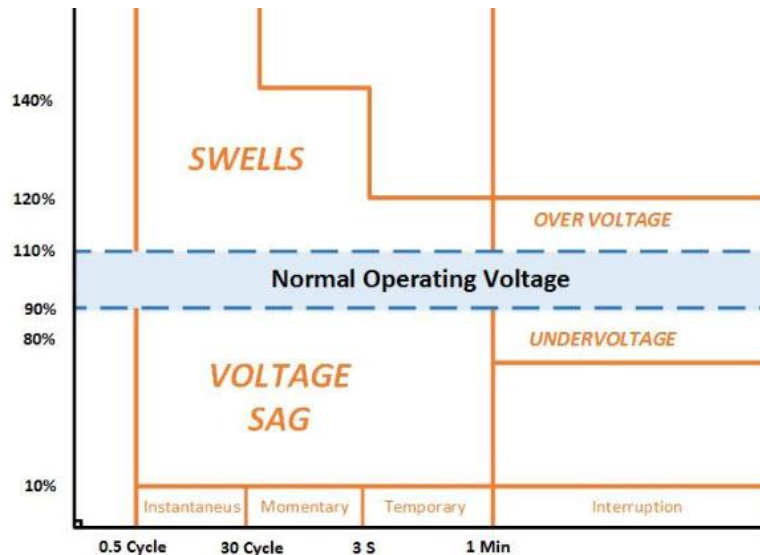 140%
SWELLS
120%
OVER VOLTAGE
110%
Normal Operating Voltage
90%
80%
UNDERVOLTAGE
VOLTAGE
SAG
10%
Instantaneus Momentary Temporary Interruption
0.5 Cycle 30 Cycle 3 S 1 Min